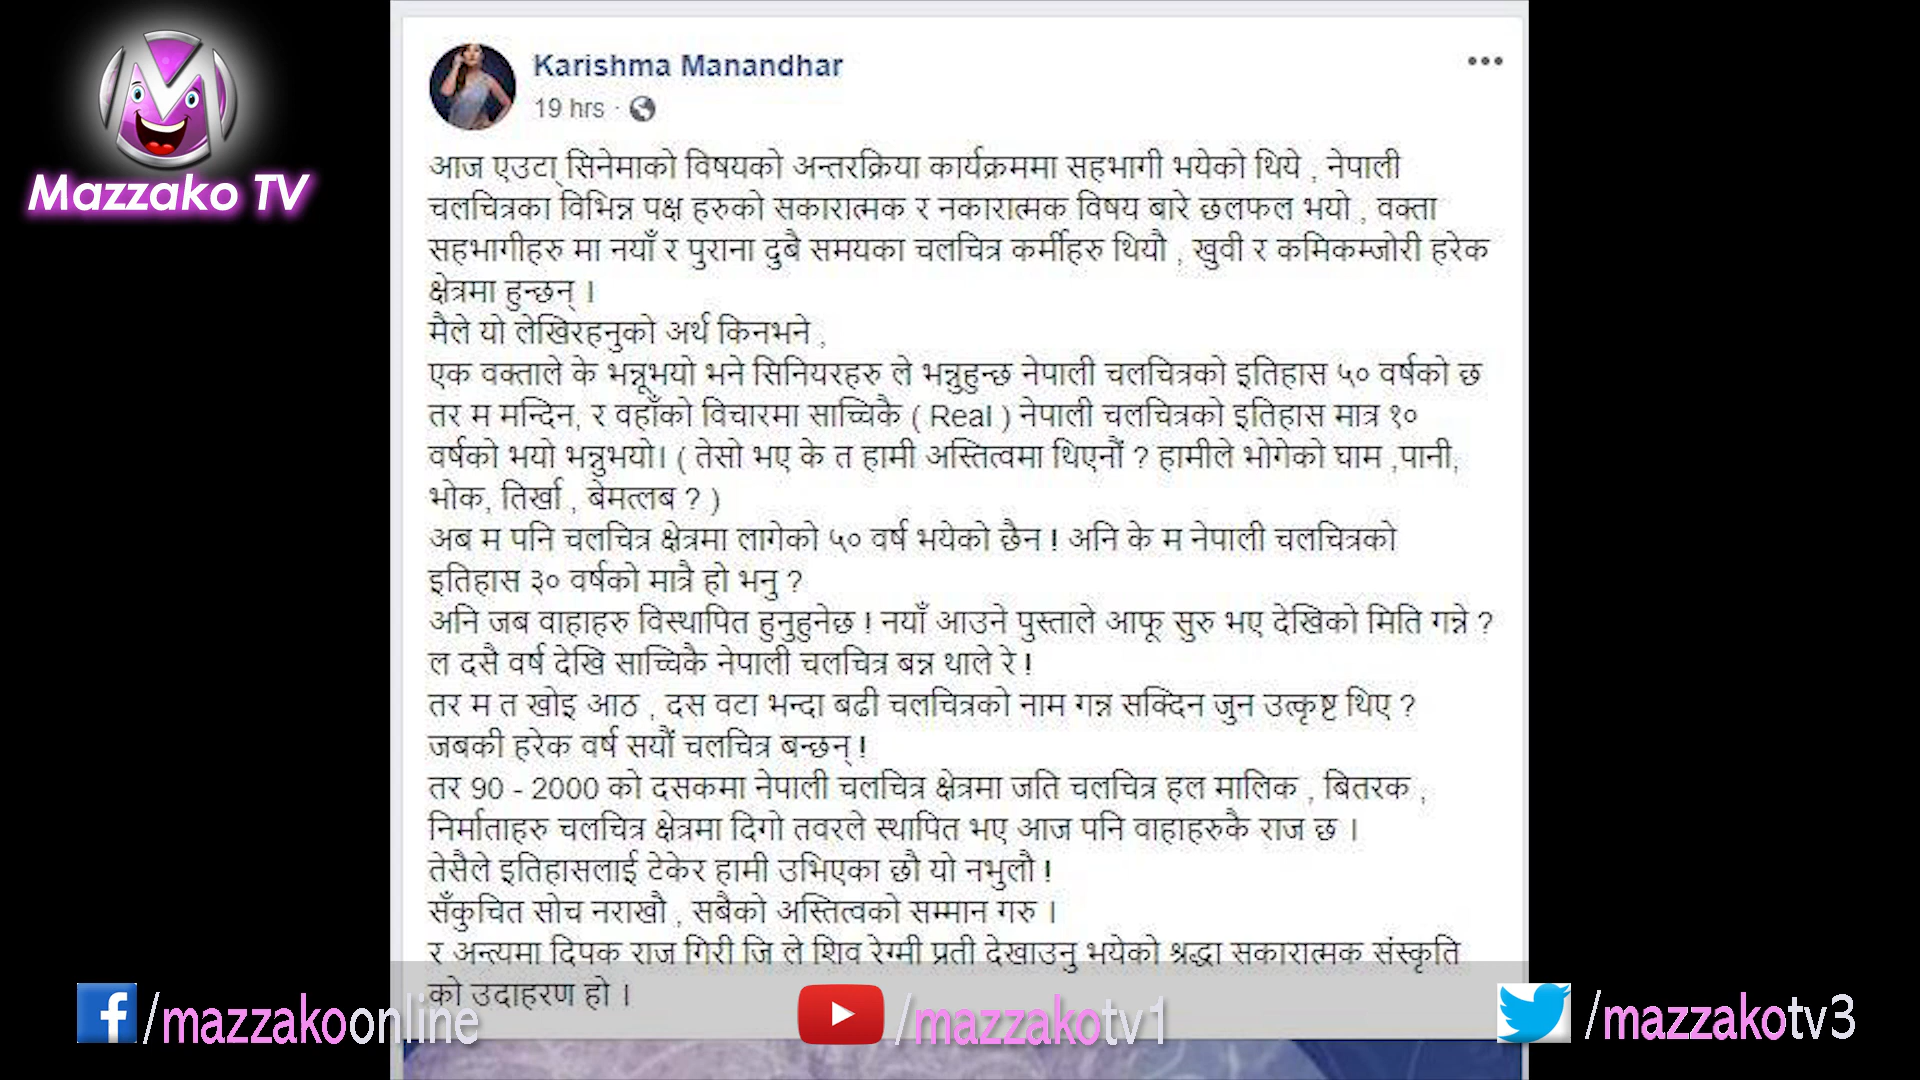 Mazzako TV
Karishma Manandhar
19 hrs ·
आज एउटा् सिनेमाको विषयको अन्तरक्रिया कार्यक्रममा सहभागी भयेको थिये , नेपाली
चलचित्रका विभिन्न पक्ष हरुको सकारात्मक र नकारात्मक विषय बारे छलफल भयो , वक्ता
सहभागीहरु मा नयाँ र पुराना दुबै समयका चलचित्र कर्मीहरु थियौ , खुवी र कमिकम्जोरी हरेक
क्षेत्रमा हुन्छन् ।
मैले यो लेखिरहनुको अर्थ किनभने ,
एक वक्ताले के भन्नूभयो भने सिनियरहरु ले भन्नुहुन्छ नेपाली चलचित्रको इतिहास ५० वर्षको छ
तर म मन्दिन, र वहाँको विचारमा साच्चिकै ( Real ) नेपाली चलचित्रको इतिहास मात्र १०
वर्षको भयो भन्नुभयो। ( तेसो भए के त हामी अस्तित्वमा थिएनौं ? हामीले भोगेको घाम ,पानी,
भोक, तिर्खा , बेमत्लब ? )
अब म पनि चलचित्र क्षेत्रमा लागेको ५० वर्ष भयेको छैन ! अनि के म नेपाली चलचित्रको
इतिहास ३० वर्षको मात्रै हो भनु ?
अनि जब वाहाहरु विस्थापित हुनुहुनेछ ! नयाँ आउने पुस्ताले आफू सुरु भए देखिको मिति गन्ने ?
ल दसै वर्ष देखि साच्चिकै नेपाली चलचित्र बन्न थाले रे !
तर म त खोइ आठ , दस वटा भन्दा बढी चलचित्रको नाम गन्न सक्दिन जुन उत्कृष्ट थिए ?
जबकी हरेक वर्ष सयौं चलचित्र बन्छन् !
तर 90 - 2000 को दसकमा नेपाली चलचित्र क्षेत्रमा जति चलचित्र हल मालिक , बितरक ,
निर्माताहरु चलचित्र क्षेत्रमा दिगो तवरले स्थापित भए आज पनि वाहाहरुकै राज छ ।
तेसैले इतिहासलाई टेकेर हामी उभिएका छौ यो नभुलौ !
सँकुचित सोच नराखौ , सबैको अस्तित्वको सम्मान गरु ।
र अन्त्यमा दिपक राज गिरी जि ले शिव रेग्मी प्रती देखाउनु भयेको श्रद्धा सकारात्मक संस्कृति
को उदाहरण हो ।
/mazzakoonline
/mazzakotv1
/mazzakotv3